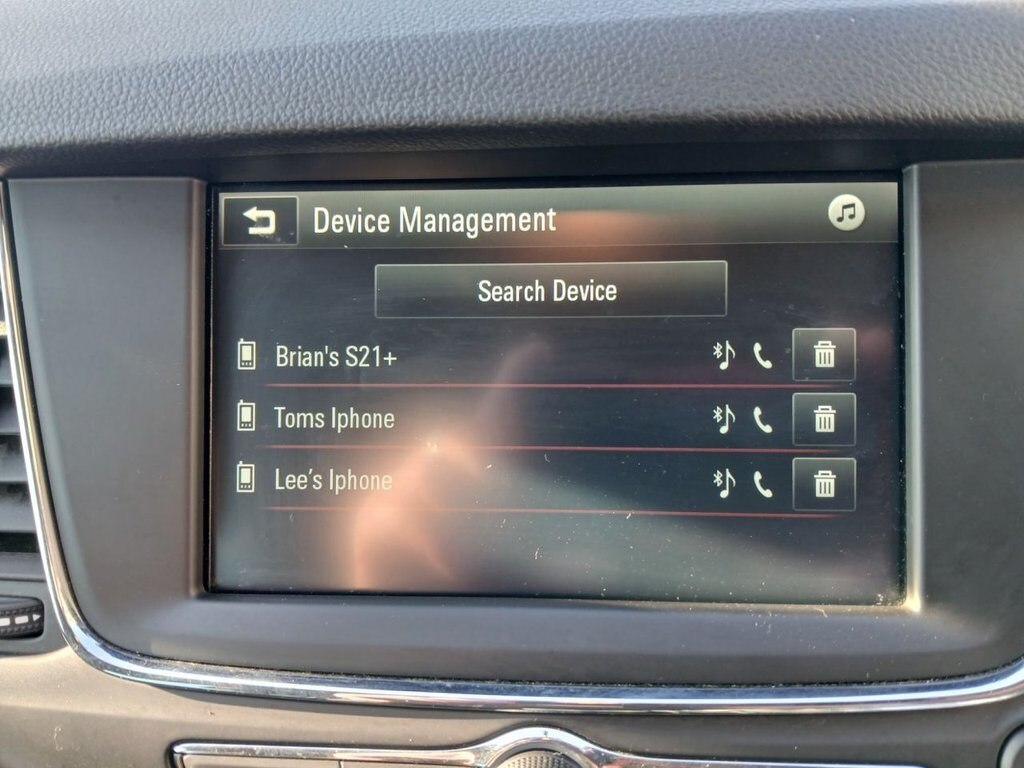 Device Management
Search Device
Brian's S21+
Toms Iphone
Lee's Iphone